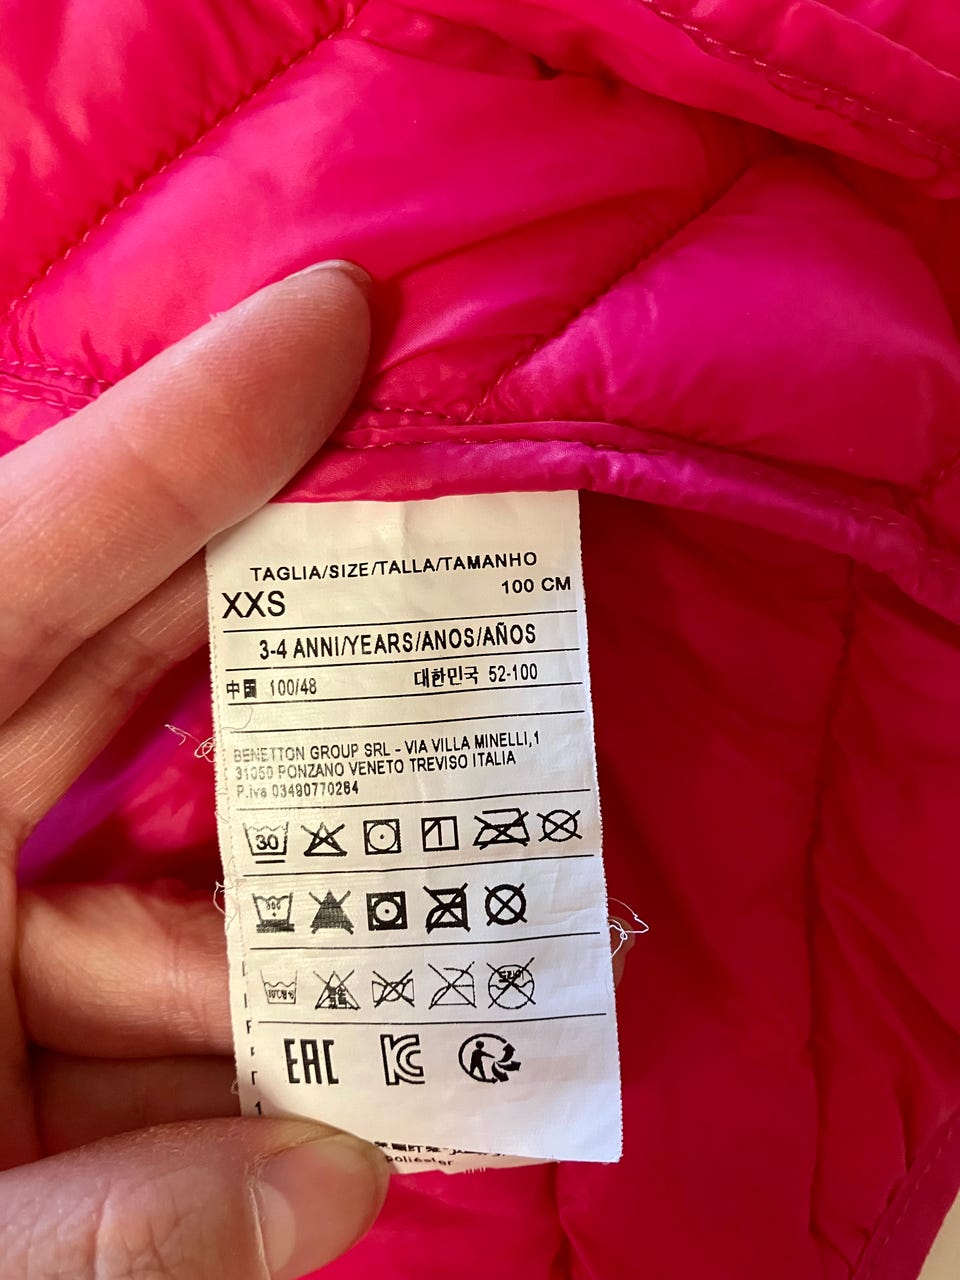 TAGLIA/SIZE/TALLA/TAMANHO
XXS 100 CM
3-4 ANNI/YEARS/ANOS/AÑOS
中国 100/48 대한민국 52-100
BENETTON GROUP SRL - VIA VILLA MINELLI,1
31050 PONZANO VENETO TREVISO ITALIA
P.iva 03490770264
30
EAC
KC
poliéster